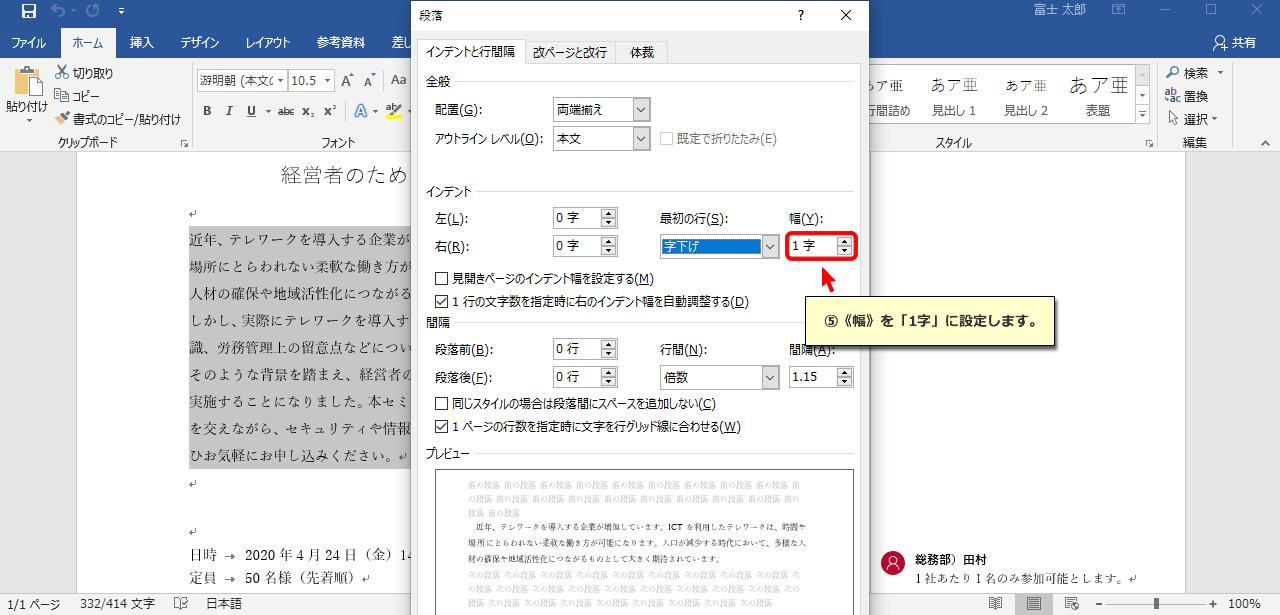 段落
?
富士 太郎
ファイル
ホーム
挿入
デザイン
レイアウト
参考資料
差し
共有
貼り付け
切り取り
コピー
書式のコピー/貼り付け
クリップボード
游明朝 (本文の
10.5
A A Aa
B I U abc x₂ x² A aby
フォント
あア亜
行間詰め
あア亜
見出し 1
あア亜
見出し 2
あア亜
表題
スタイル
検索
置換
選択
編集
インデントと行間隔
改ページと改行
体裁
全般
配置(G):
両端揃え
アウトライン レベル(O):
本文
既定で折りたたみ(E)
インデント
左(L):
0 字
最初の行(S):
幅(Y):
右(R):
0 字
字下げ
1 字
見開きページのインデント幅を設定する(M)
1 行の文字数を指定時に右のインデント幅を自動調整する(D)
⑤《幅》を「1字」に設定します。
間隔
段落前(B):
0 行
行間(N):
間隔(A):
段落後(F):
0 行
倍数
1.15
同じスタイルの場合は段落間にスペースを追加しない(C)
1 ページの行数を指定時に文字を行グリッド線に合わせる(W)
プレビュー
前の段落 前の段落 前の段落 前の段落 前の段落 前の段落 前の段落 前の段落 前の段落 前の段
の段落 前の段落 前の段落 前の段落 前の段落 前の段落 前の段落 前の段落 前の段落 前の
段落 前の段落
近年、テレワークを導入する企業が増加しています。ICT を利用したテレワークは、時間や
場所にとらわれない柔軟な働き方が可能になります。人口が減少する時代において、多様な人
材の確保や地域活性化につながるものとして大きく期待されています。
次の段落 次の段落 次の段落 次の段落 次の段落 次の段落 次の段落 次の段落 次の段落 次の
段落 次の段落 次の段落 次の段落 次の段落 次の段落 次の段落 次の段落 次の段落 次の段
落 次の段落 次の段落 次の段落 次の段落 次の段落 次の段落 次の段落 次の段落
経営者のため
近年、テレワークを導入する企業が
場所にとらわれない柔軟な働き方が
人材の確保や地域活性化につながる
しかし、実際にテレワークを導入す
識、労務管理上の留意点などについ
そのような背景を踏まえ、経営者の
実施することになりました。本セミ
を交えながら、セキュリティや情報
ひお気軽にお申し込みください。
日時 → 2020 年 4 月 24 日（金）14
定員 → 50 名様（先着順）
総務部）田村
1 社あたり 1 名のみ参加可能とします。
1/1 ページ
332/414 文字
日本語
100%